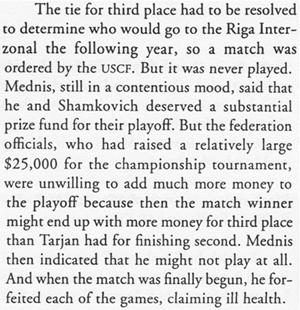 The tie for third place had to be resolved
to determine who would go to the Riga Inter-
zonal the following year, so a match was
ordered by the USCF. But it was never played.
Mednis, still in a contentious mood, said that
he and Shamkovich deserved a substantial
prize fund for their playoff. But the federation
officials, who had raised a relatively large
$25,000 for the championship tournament,
were unwilling to add much more money to
the playoff because then the match winner
might end up with more money for third place
than Tarjan had for finishing second. Mednis
then indicated that he might not play at all.
And when the match was finally begun, he for-
feited each of the games, claiming ill health.